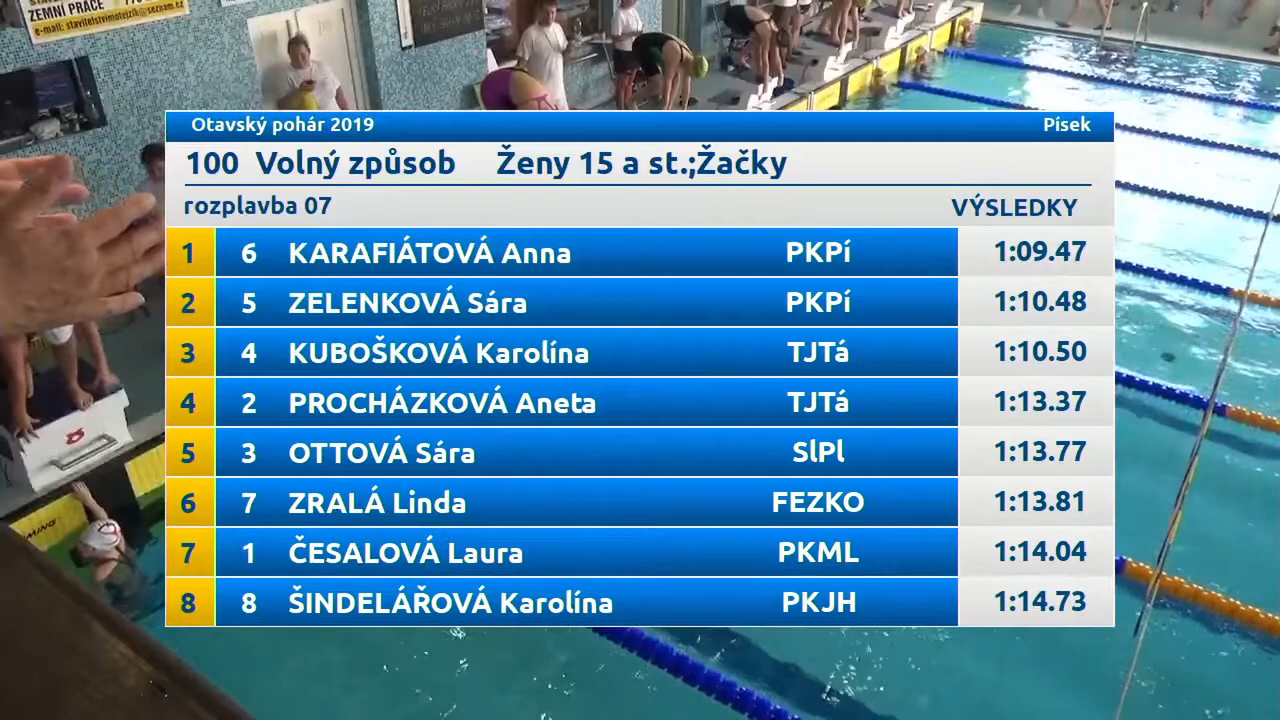 ZEMNÍ PRÁCE
e-mail: stavitelstvimotejzik@seznam.cz
Otavský pohár 2019 Písek
100 Volný způsob Ženy 15 a st.;Žačky
rozplavba 07 VÝSLEDKY
1 6 KARAFIÁTOVÁ Anna PKPí 1:09.47
2 5 ZELENKOVÁ Sára PKPí 1:10.48
3 4 KUBOŠKOVÁ Karolína TJTá 1:10.50
4 2 PROCHÁZKOVÁ Aneta TJTá 1:13.37
5 3 OTTOVÁ Sára SlPl 1:13.77
6 7 ZRALÁ Linda FEZKO 1:13.81
7 1 ČESALOVÁ Laura PKML 1:14.04
8 8 ŠINDELÁŘOVÁ Karolína PKJH 1:14.73